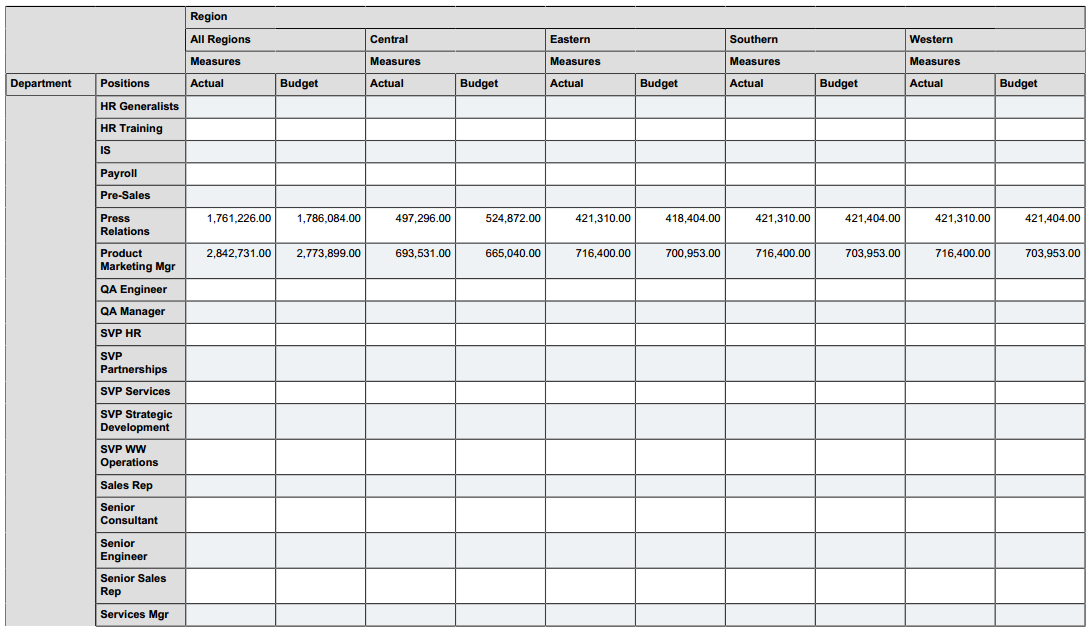 Region
All Regions Central Eastern Southern Western
Measures Measures Measures Measures Measures
Department Positions Actual Budget Actual Budget Actual Budget Actual Budget Actual Budget
HR Generalists
HR Training
IS
Payroll
Pre-Sales
Press
Relations 1,761,226.00 1,786,084.00 497,296.00 524,872.00 421,310.00 418,404.00 421,310.00 421,404.00 421,310.00 421,404.00
Product
Marketing Mgr 2,842,731.00 2,773,899.00 693,531.00 665,040.00 716,400.00 700,953.00 716,400.00 703,953.00 716,400.00 703,953.00
QA Engineer
QA Manager
SVP HR
SVP
Partnerships
SVP Services
SVP Strategic
Development
SVP WW
Operations
Sales Rep
Senior
Consultant
Senior
Engineer
Senior Sales
Rep
Services Mgr